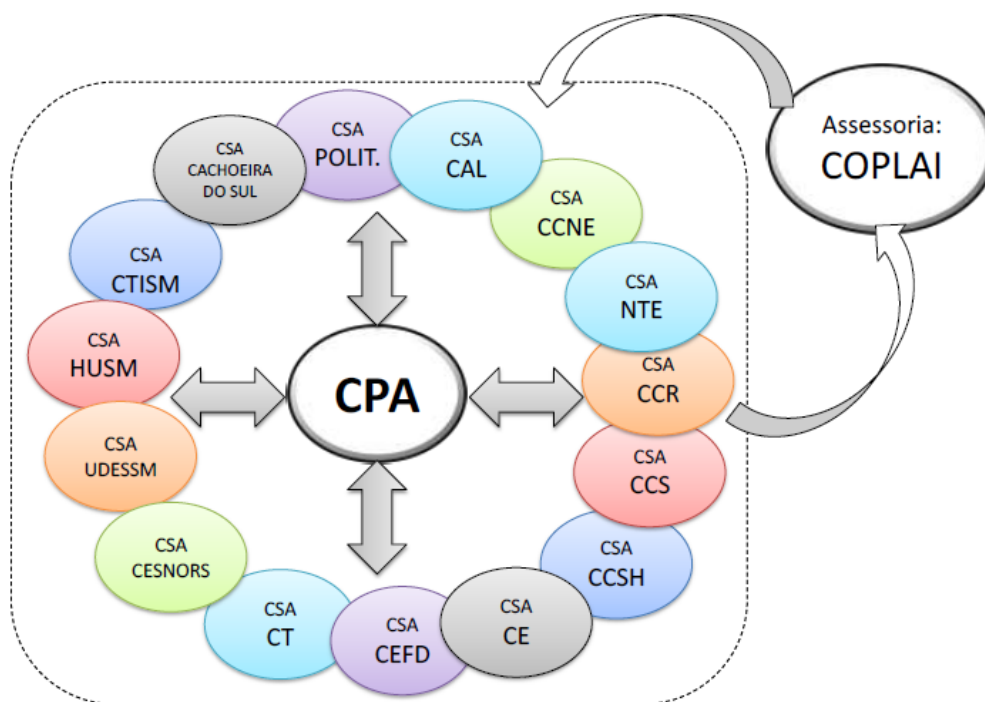 CSA
POLIT.
CSA
CAL
CSA
CCNE
CSA
NTE
CSA
CCR
CSA
CCS
CSA
CCSH
CSA
CE
CSA
CEFD
CSA
CT
CSA
CESNORS
CSA
UDESSM
CSA
HUSM
CSA
CTISM
CSA
CACHOEIRA
DO SUL
CPA
Assessoria:
COPLAI